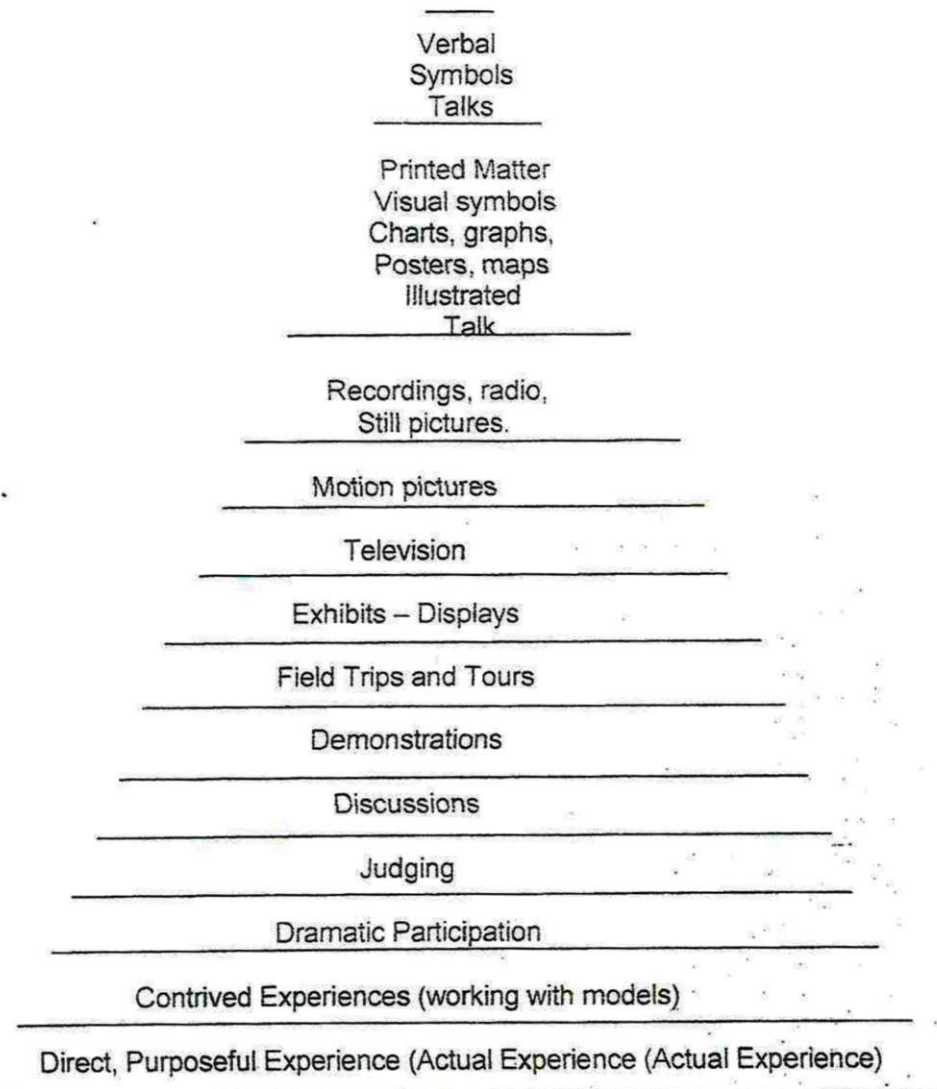 Verbal
Symbols
Talks
Printed Matter
Visual symbols
Charts, graphs,
Posters, maps
Illustrated
Talk
Recordings, radio,
Still pictures.
Motion pictures
Television
Exhibits – Displays
Field Trips and Tours
Demonstrations
Discussions
Judging
Dramatic Participation
Contrived Experiences (working with models)
Direct, Purposeful Experience (Actual Experience (Actual Experience)